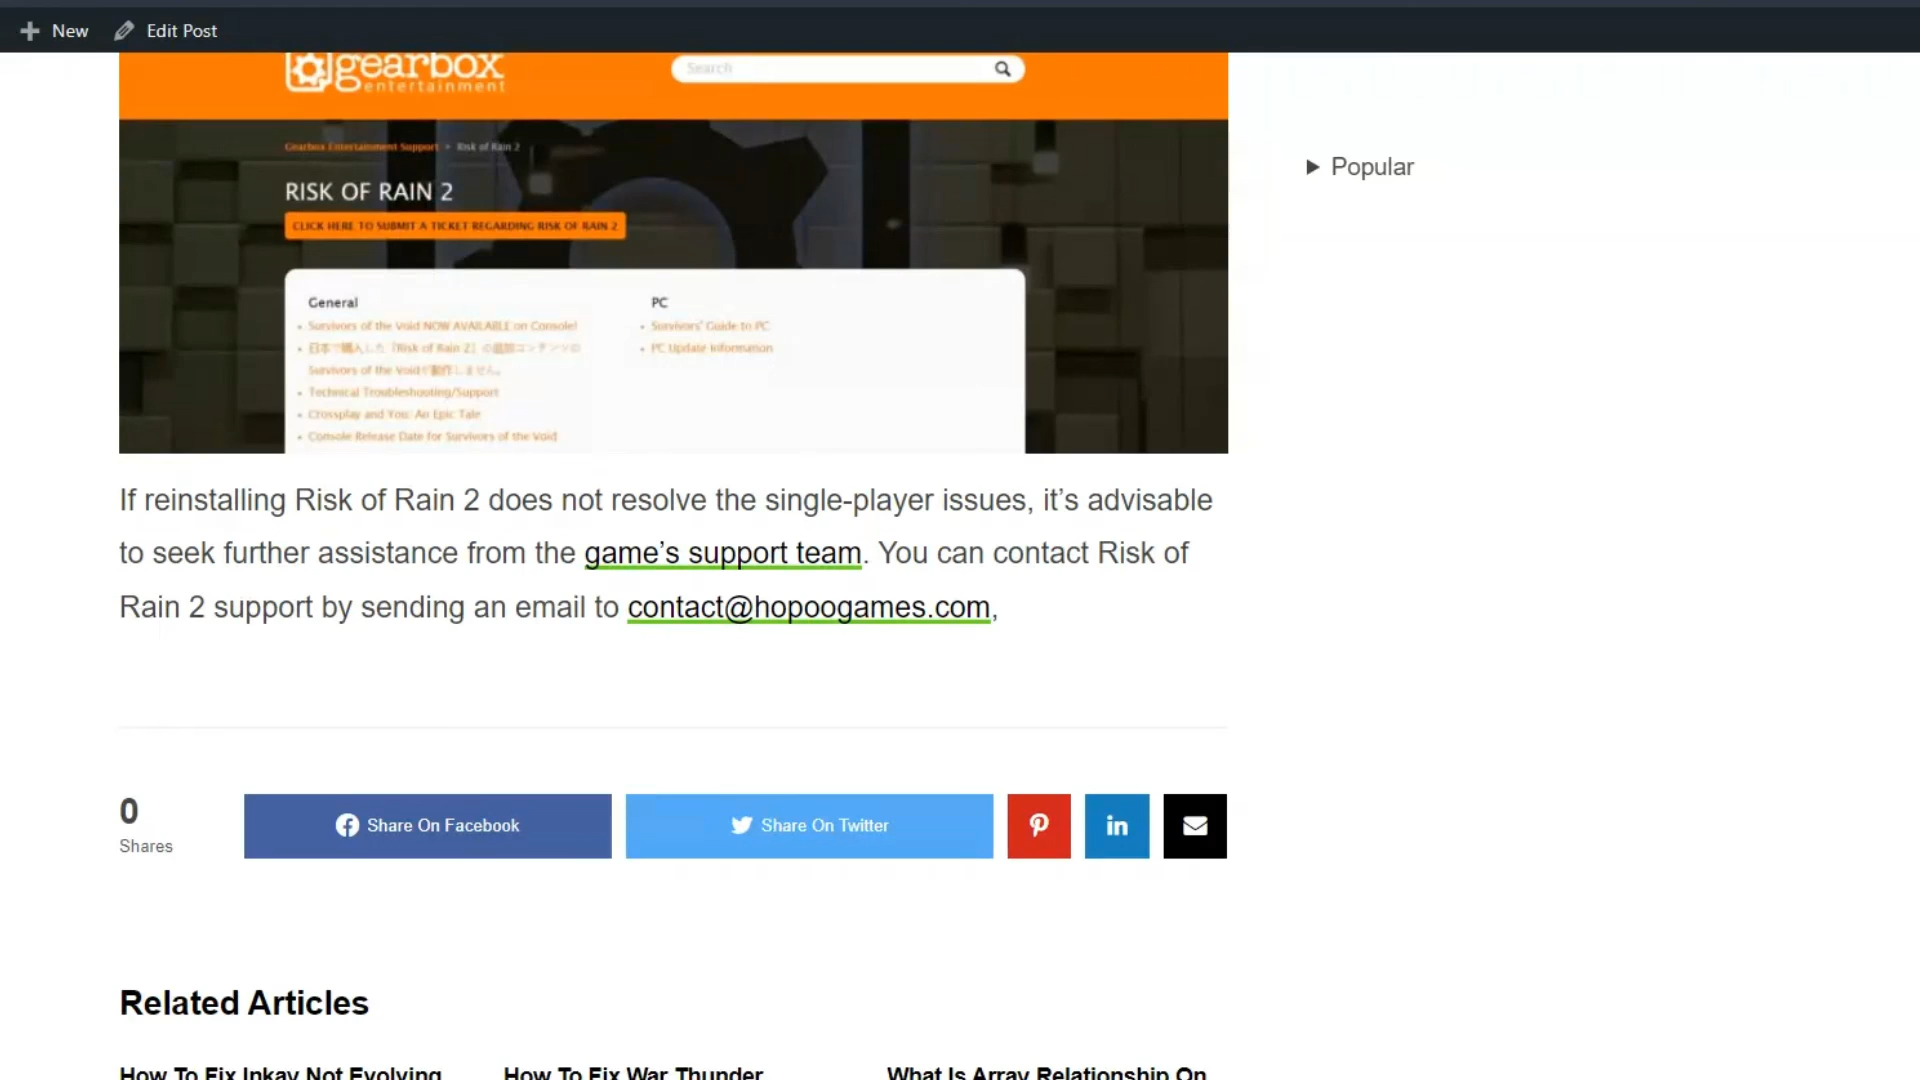 New Edit Post
gearbox
entertainment
Search
Gearbox Entertainment Support > Risk of Rain 2
RISK OF RAIN 2
CLICK HERE TO SUBMIT A TICKET REGARDING RISK OF RAIN 2
General
Survivors of the Void NOW AVAILABLE on Console!
日本で購入した『Risk of Rain 2』の追加コンテンツの
Survivors of the Voidが動作しません。
Technical Troubleshooting/Support
Crossplay and You: An Epic Tale
Console Release Date for Survivors of the Void
PC
Survivors' Guide to PC
PC Update Information
Popular
If reinstalling Risk of Rain 2 does not resolve the single-player issues, it’s advisable
to seek further assistance from the game’s support team. You can contact Risk of
Rain 2 support by sending an email to contact@hopoogames.com,
0
Shares
Share On Facebook
Share On Twitter
in
Related Articles
How To Fix Inkay Not Evolving
How To Fix War Thunder
What Is Array Relationship On